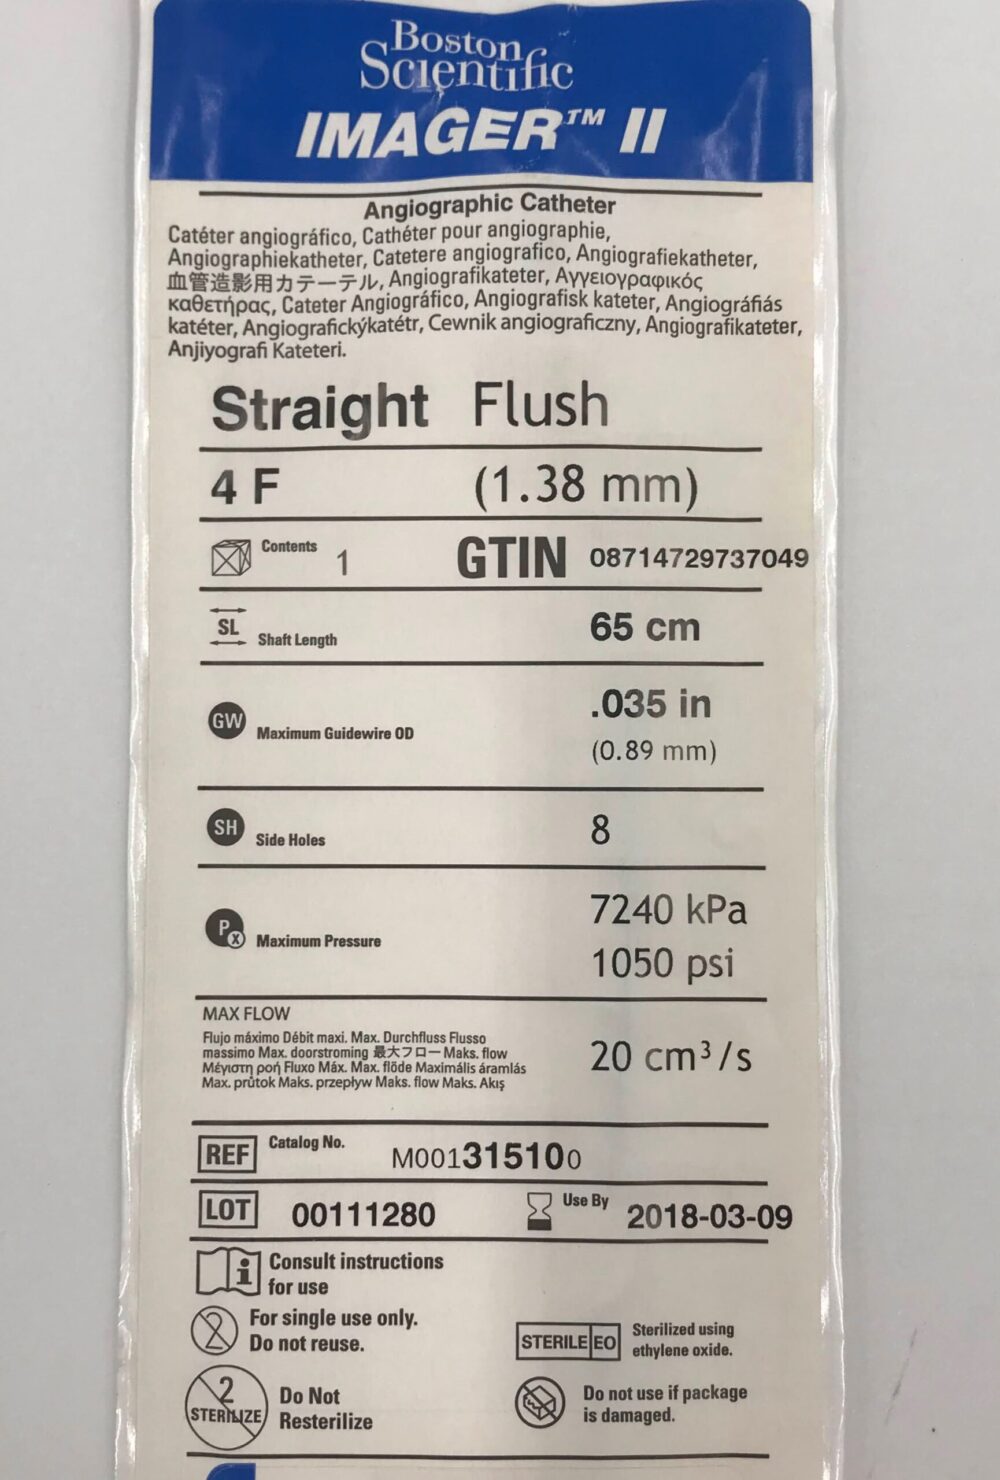 Boston
Scientific
IMAGER™ II
Angiographic Catheter
Catéter angiográfico, Cathéter pour angiographie,
Angiographiekatheter, Catetere angiografico, Angiografiekatheter,
血管造影用カテーテル, Angiografikateter, Αγγειογραφικός
καθετήρας, Cateter Angiográfico, Angiografisk kateter, Angiográfiás
katéter, Angiografickýkatétr, Cewnik angiograficzny, Angiografikateter,
Anjiyografi Kateteri.
Straight Flush
4 F (1.38 mm)
Contents 1 GTIN 08714729737049
SL Shaft Length 65 cm
GW Maximum Guidewire OD .035 in
(0.89 mm)
SH Side Holes 8
Px Maximum Pressure 7240 kPa
1050 psi
MAX FLOW
Flujo máximo Débit maxi. Max. Durchfluss Flusso
massimo Max. doorstroming 最大フロー Maks. flow
Μέγιστη ροή Fluxo Máx. Max. flöde Maximális áramlás
Max. průtok Maks. przepływ Maks. flow Maks. Akış
20 cm³/s
REF Catalog No. M001315100
LOT 00111280 Use By 2018-03-09
i Consult instructions
for use
2 For single use only.
Do not reuse.
STERILE EO Sterilized using
ethylene oxide.
2
STERILIZE Do Not
Resterilize
Do not use if package
is damaged.